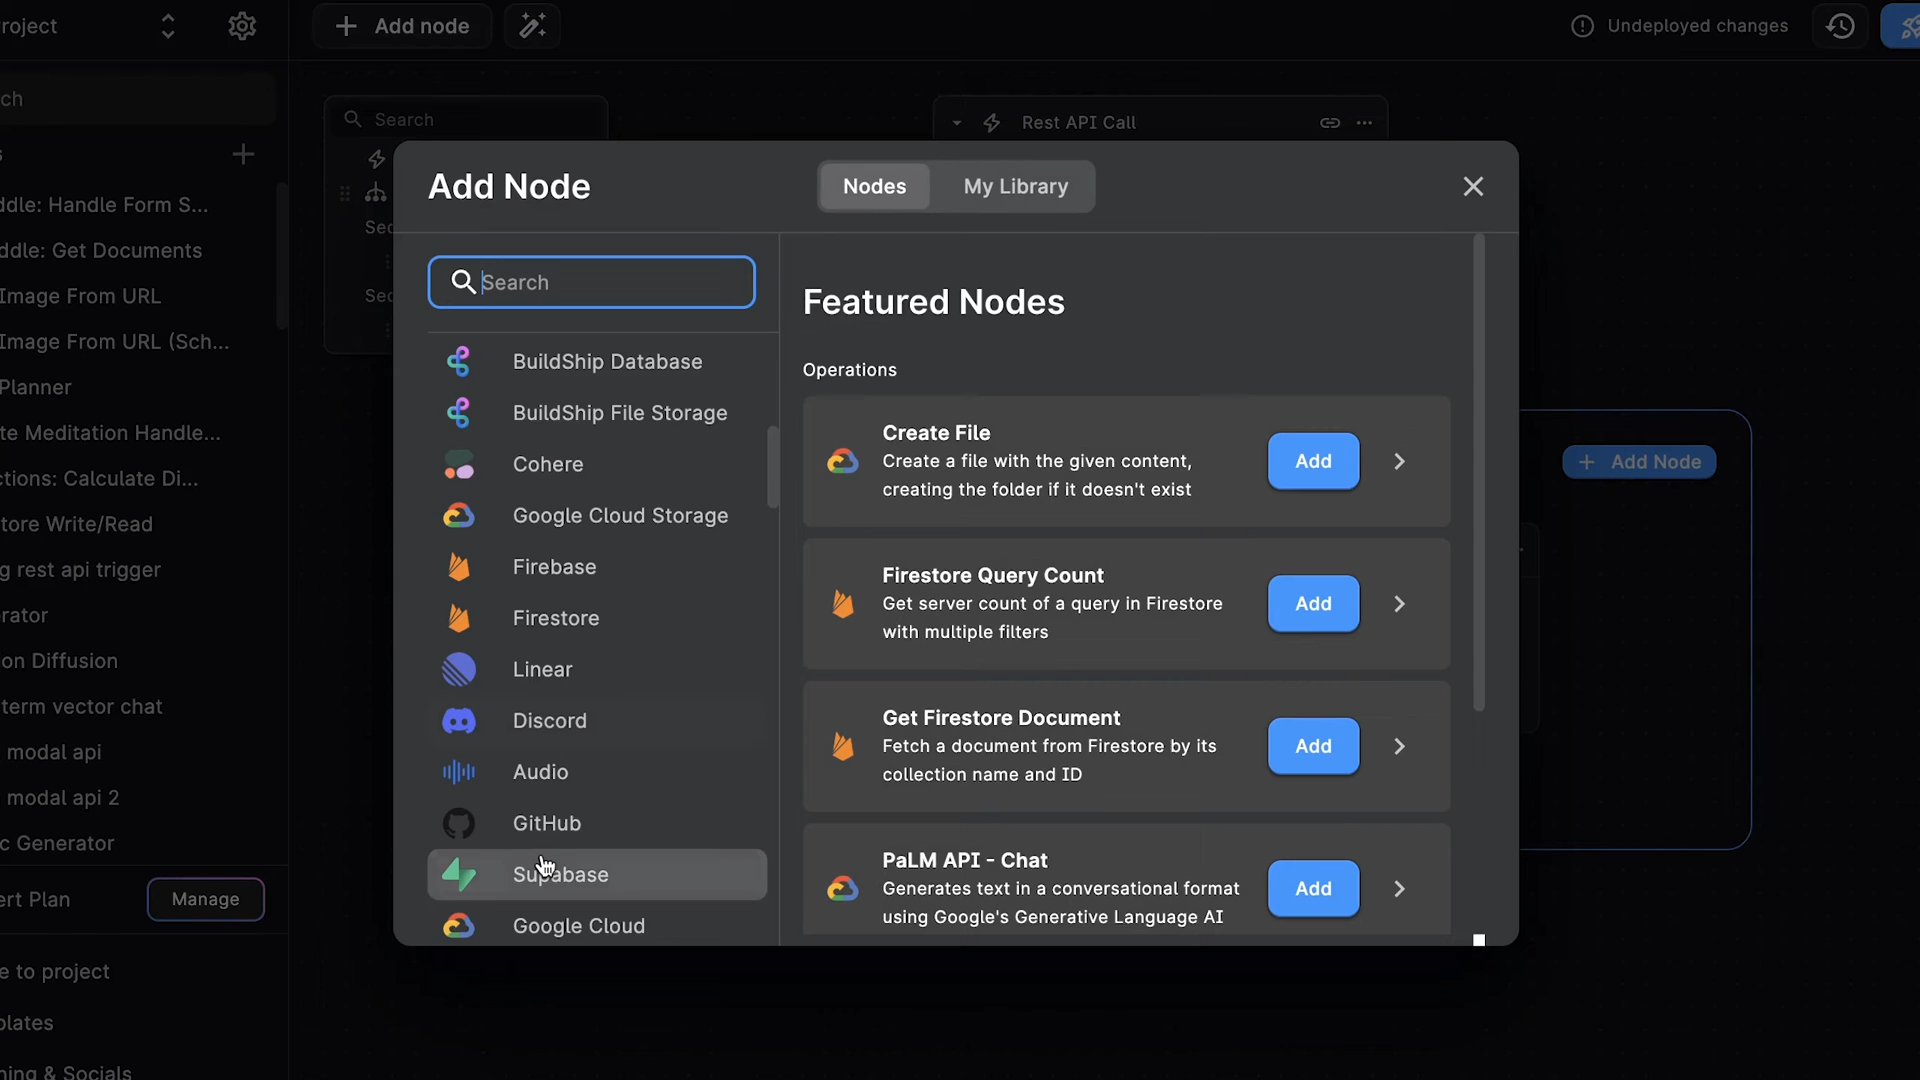 roject
Add node
Undeployed changes
ch
Search
Rest API Call
s
ddle: Handle Form S...
ddle: Get Documents
Image From URL
Image From URL (Sch...
Planner
te Meditation Handle...
ctions: Calculate Di...
tore Write/Read
g rest api trigger
rator
on Diffusion
term vector chat
modal api
modal api 2
c Generator
ert Plan
Manage
e to project
plates
ning & Socials
Sec
Sec
Add Node
Nodes
My Library
Search
BuildShip Database
BuildShip File Storage
Cohere
Google Cloud Storage
Firebase
Firestore
Linear
Discord
Audio
GitHub
Supabase
Google Cloud
Featured Nodes
Operations
Create File
Create a file with the given content,
creating the folder if it doesn't exist
Add
Firestore Query Count
Get server count of a query in Firestore
with multiple filters
Add
Get Firestore Document
Fetch a document from Firestore by its
collection name and ID
Add
PaLM API - Chat
Generates text in a conversational format
using Google's Generative Language AI
Add
Add Node